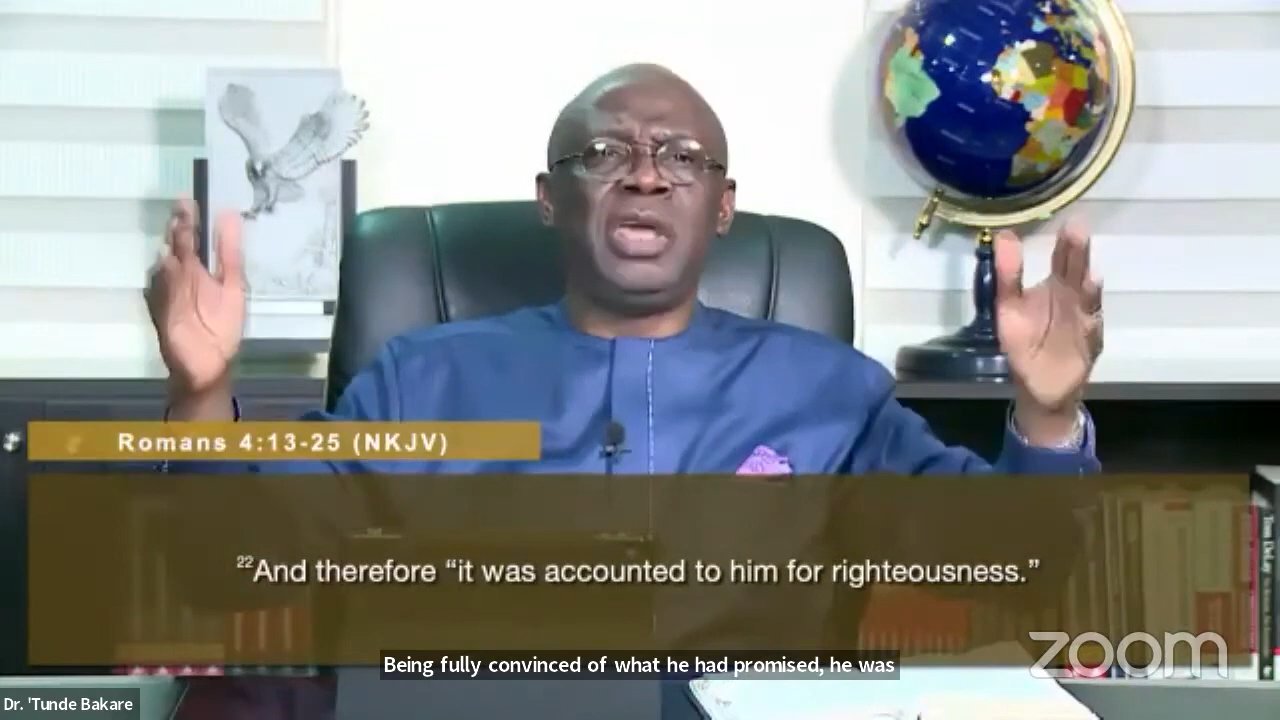 Romans 4:13-25 (NKJV)
22And therefore “it was accounted to him for righteousness.”
zoom
Being fully convinced of what he had promised, he was
Dr. 'Tunde Bakare